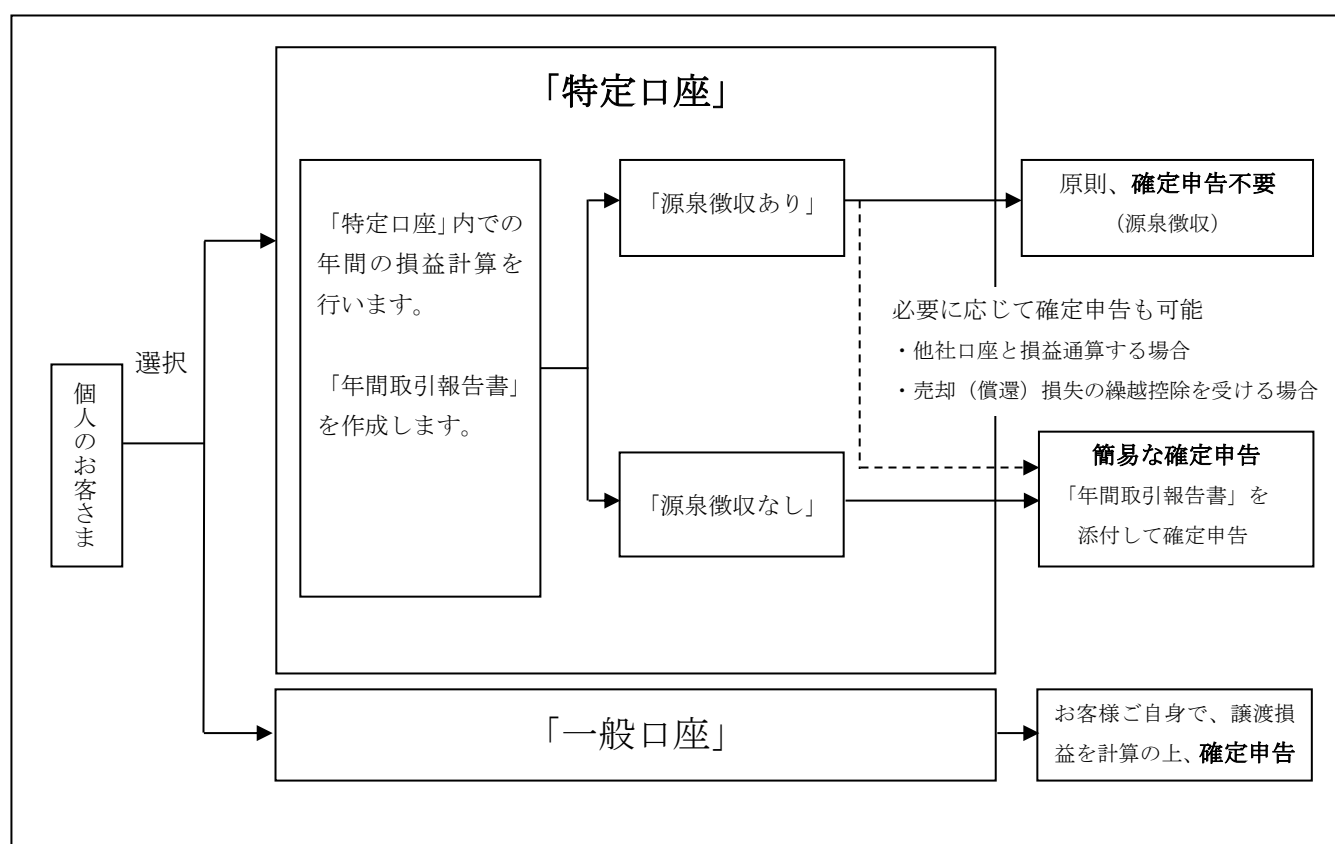 「特定口座」
「特定口座」内での
年間の損益計算を
行います。
「年間取引報告書」
を作成します。
「源泉徴収あり」
原則、確定申告不要
（源泉徴収）
必要に応じて確定申告も可能
・他社口座と損益通算する場合
・売却（償還）損失の繰越控除を受ける場合
選択
個人のお客さま
「源泉徴収なし」
簡易な確定申告
「年間取引報告書」を
添付して確定申告
「一般口座」
お客様ご自身で、譲渡損
益を計算の上、確定申告